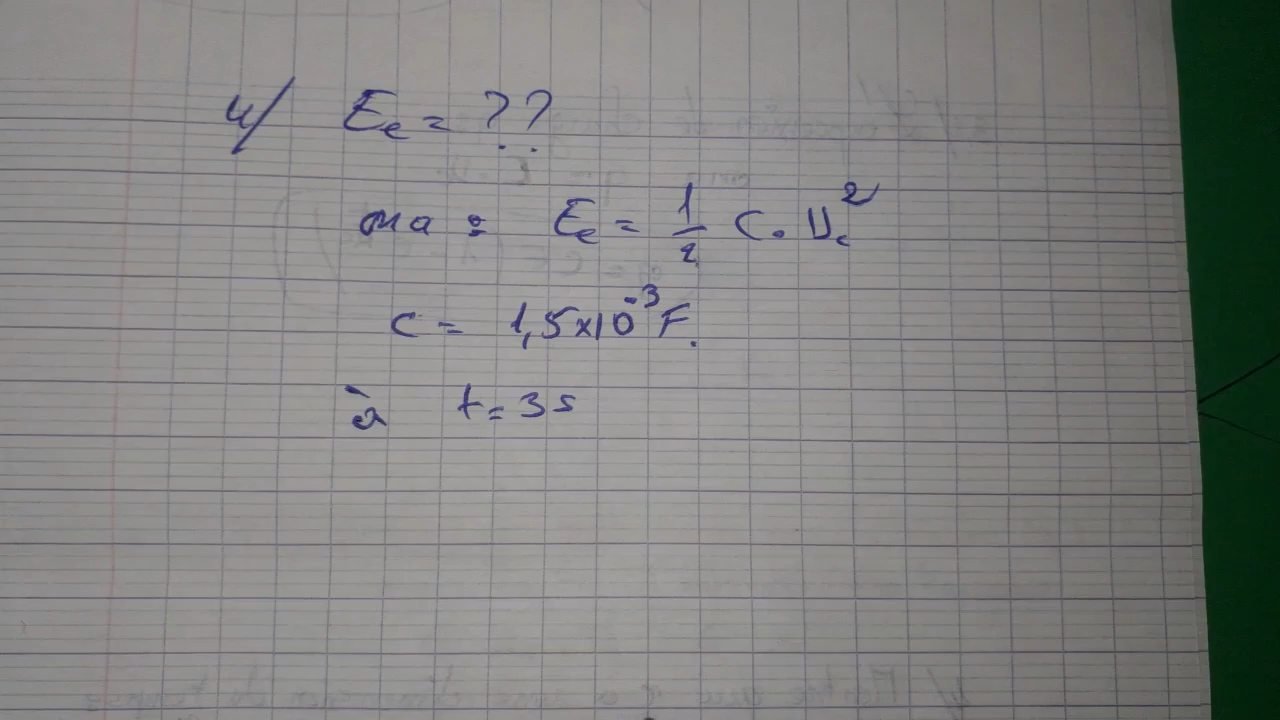 4/ Ee = ??
on a : Ee = 1/2 C. Uc²
C = 1,5x10⁻³ F.
à t = 3s